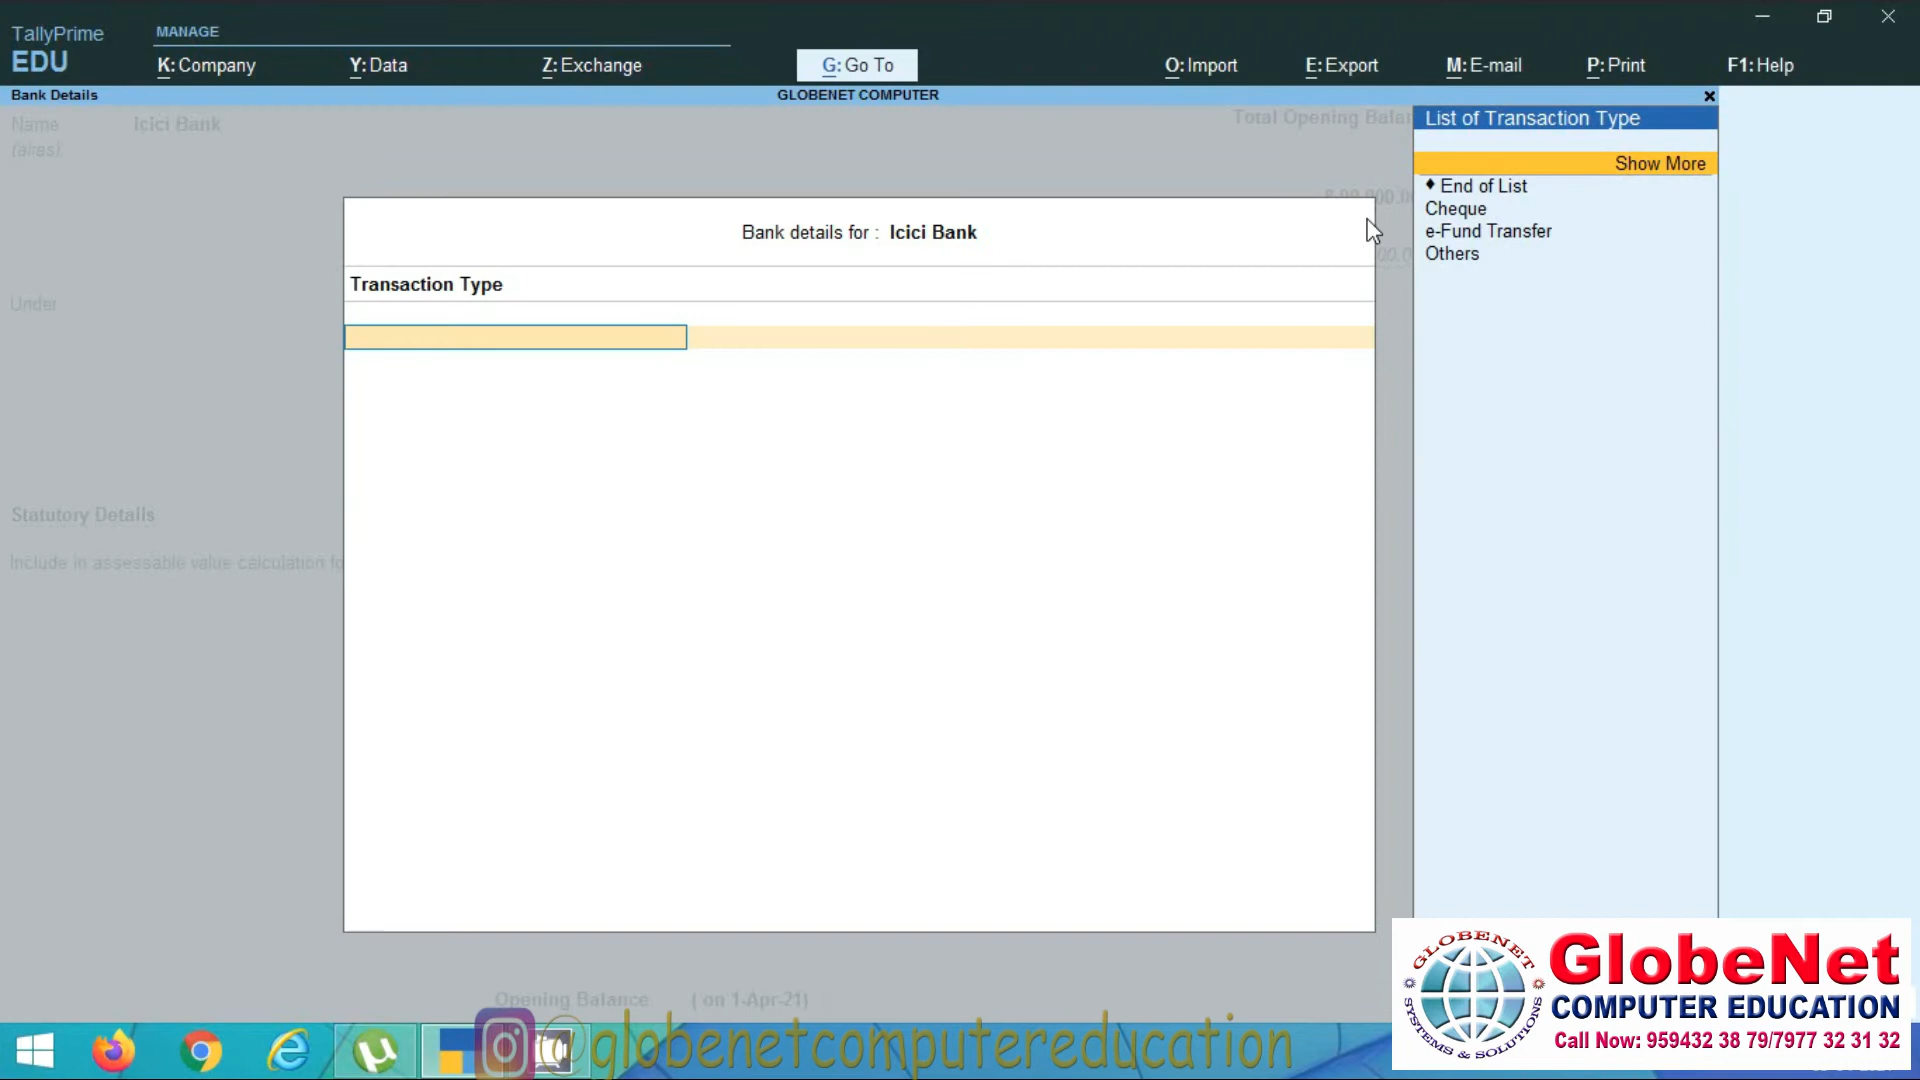 TallyPrime
EDU
MANAGE
K: Company
Y: Data
Z: Exchange
G: Go To
O: Import
E: Export
M: E-mail
P: Print
F1: Help
Bank Details
GLOBENET COMPUTER
Name
Icici Bank
Total Opening Balan
List of Transaction Type
Show More
♦ End of List
Cheque
e-Fund Transfer
Others
Bank details for : Icici Bank
Transaction Type
Under
Statutory Details
Include in assessable value calculation fo
Opening Balance ( on 1-Apr-21)
@globenetcomputereducation
GLOBENET
SYSTEMS & SOLUTIONS
GlobeNet
COMPUTER EDUCATION
Call Now: 959432 38 79/7977 32 31 32